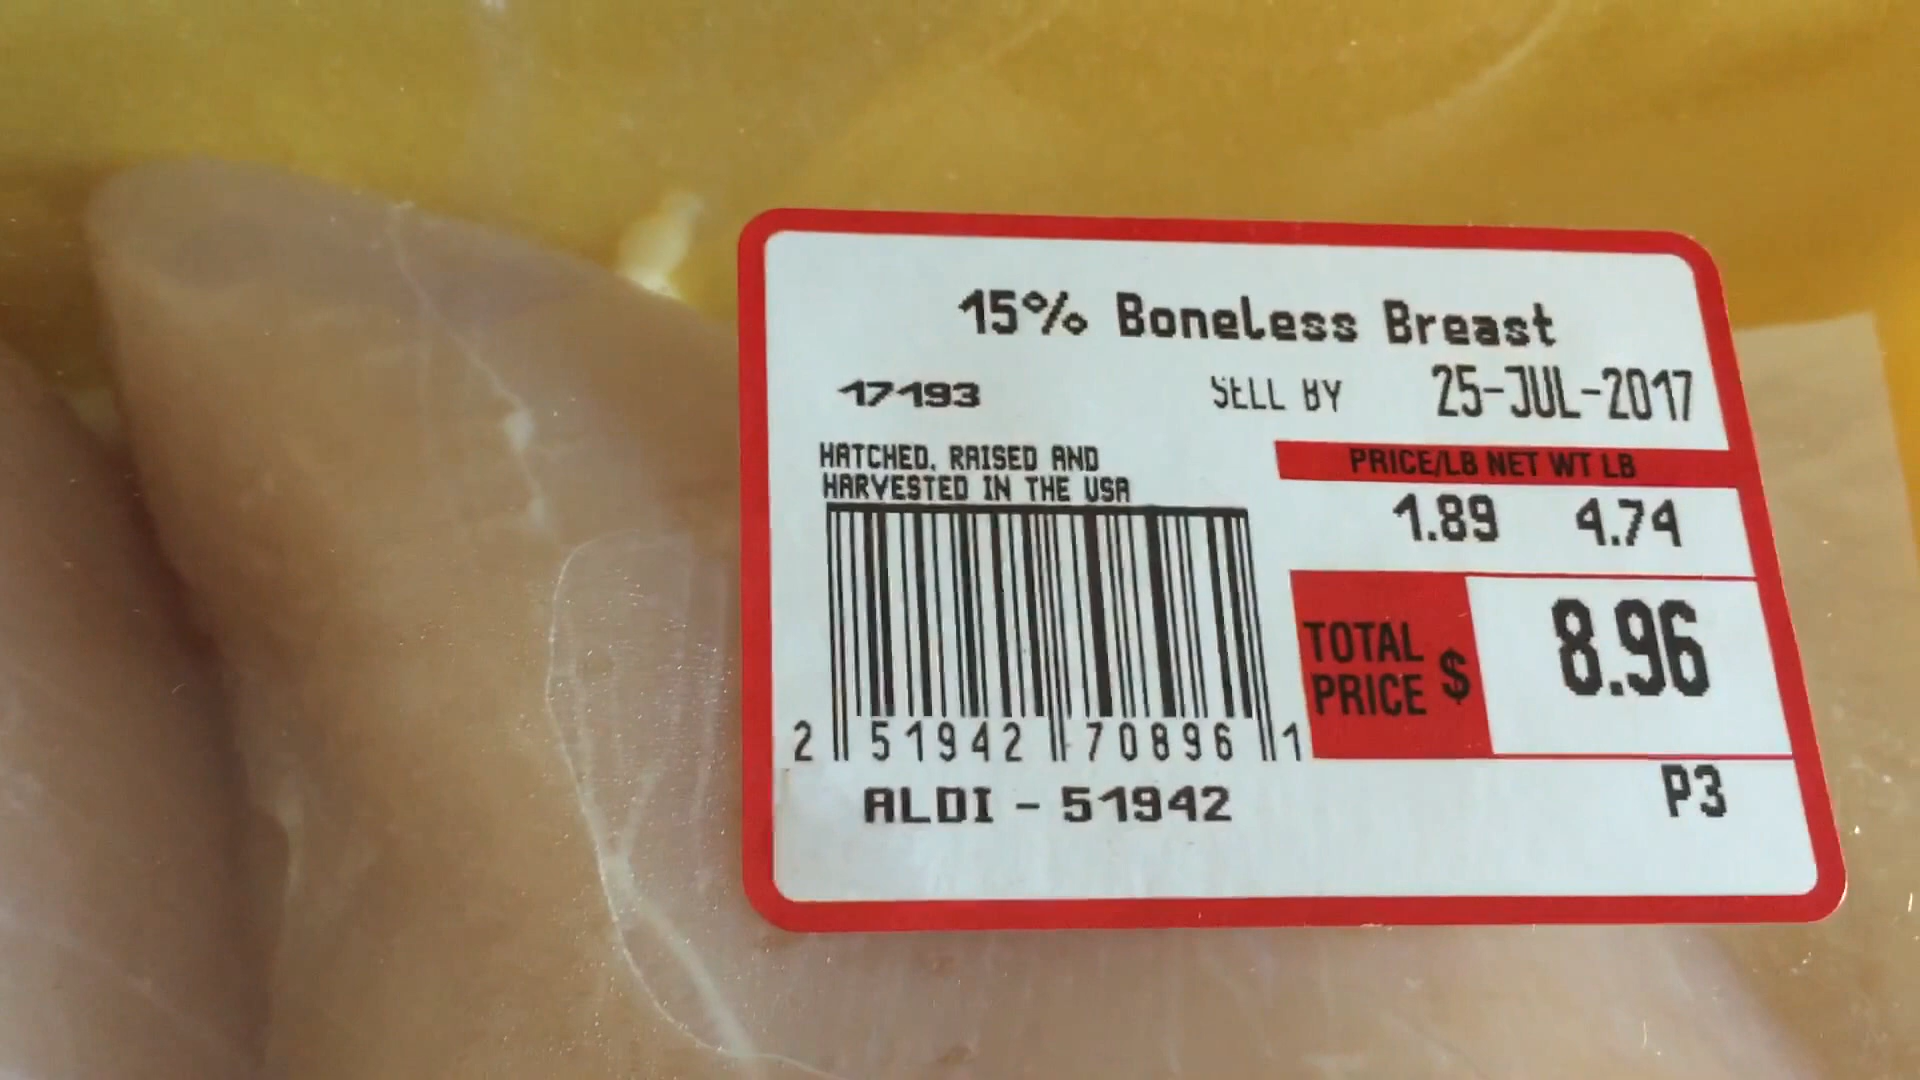 15% Boneless Breast
17193 SELL BY 25-JUL-2017
HATCHED, RAISED AND
HARVESTED IN THE USA
PRICE/LB NET WT LB
1.89 4.74
TOTAL
PRICE $ 8.96
2 51942 70896 1
P3
ALDI - 51942